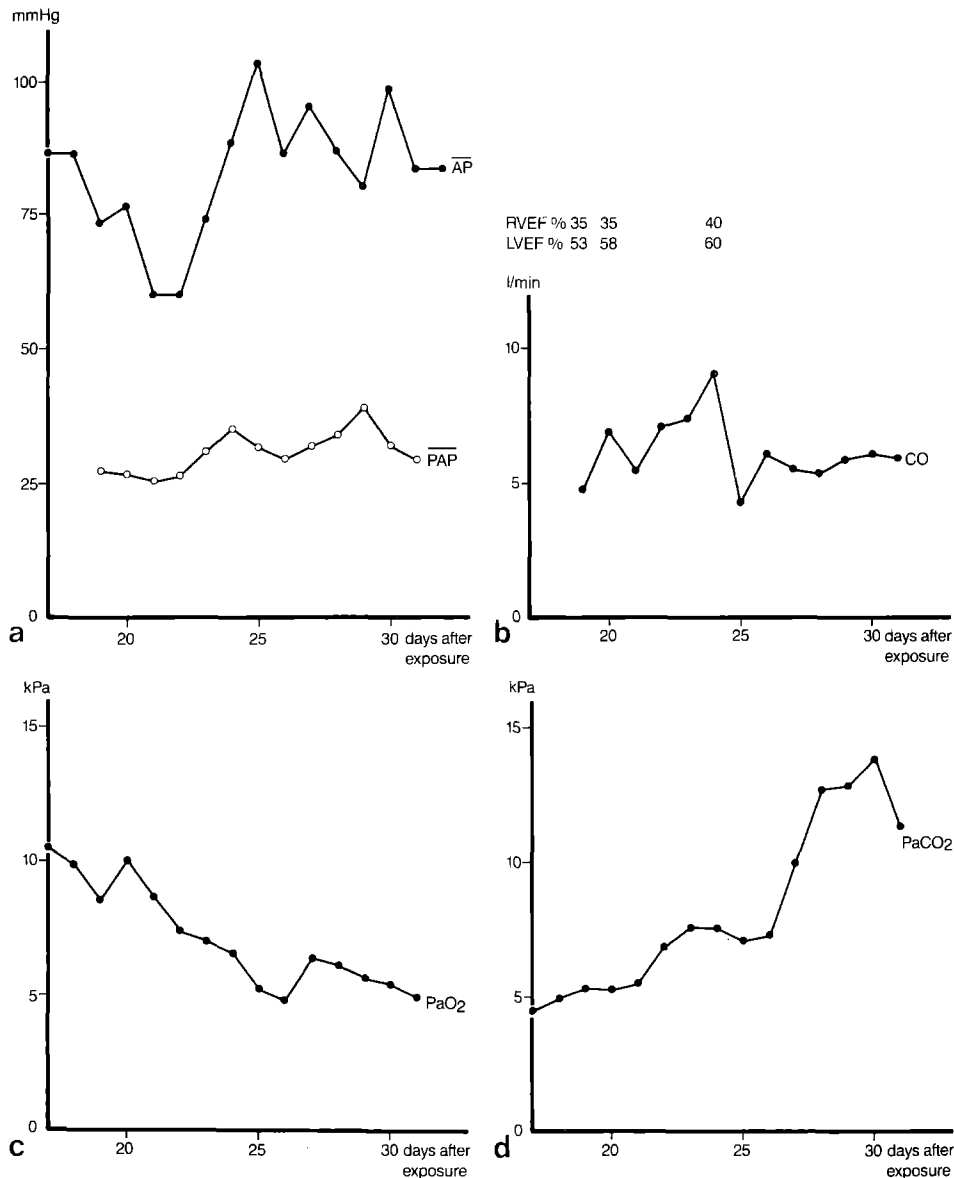 mmHg
100
75
50
25
0
AP
PAP
20
25
30 days after
exposure
a
RVEF % 35 35 40
LVEF % 53 58 60
l/min
10
5
0
CO
20
25
30 days after
exposure
b
kPa
15
10
5
0
PaO2
20
25
30 days after
exposure
c
kPa
15
10
5
0
PaCO2
20
25
30 days after
exposure
d